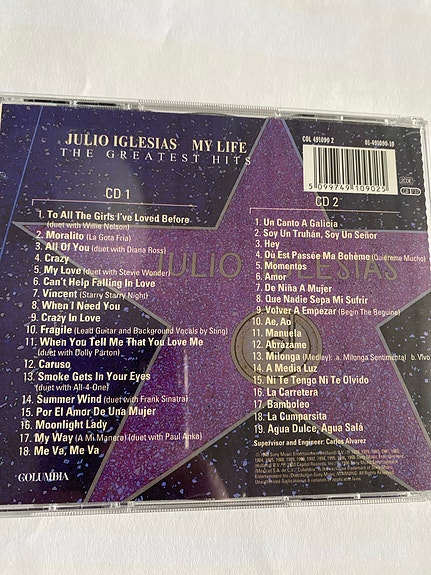 JULIO IGLESIAS MY LIFE
THE GREATEST HITS
COL 491090 2
01-491090-10
5099749109025
CD 1
1. To All The Girls I've Loved Before
(duet with Willie Nelson)
2. Moralito (La Gota Fria)
3. All Of You (duet with Diana Ross)
4. Crazy
5. My Love (duet with Stevie Wonder)
6. Can't Help Falling In Love
7. Vincent (Starry Starry Night)
8. When I Need You
9. Crazy In Love
10. Fragile (Lead Guitar and Background Vocals by Sting)
11. When You Tell Me That You Love Me
(duet with Dolly Parton)
12. Caruso
13. Smoke Gets In Your Eyes
(duet with All-4-One)
14. Summer Wind (duet with Frank Sinatra)
15. Por El Amor De Una Mujer
16. Moonlight Lady
17. My Way (A Mi Manera) (duet with Paul Anka)
18. Me Va, Me Va
CD 2
1. Un Canto A Galicia
2. Soy Un Truhán, Soy Un Señor
3. Hey
4. Où Est Passée Ma Bohème (Quiéreme Mucho)
5. Momentos
6. Amor
7. De Niña A Mujer
8. Que Nadie Sepa Mi Sufrir
9. Volver A Empezar (Begin The Beguine)
10. Ae, Ao
11. Manuela
12. Abrázame
13. Milonga (Medley): a. Milonga Sentimental b. Vivo
14. A Media Luz
15. Ni Te Tengo Ni Te Olvido
16. La Carretera
17. Bamboleo
18. La Cumparsita
19. Agua Dulce, Agua Salá
Supervisor and Engineer: Carlos Alvarez
JULIO IGLESIAS
COLUMBIA